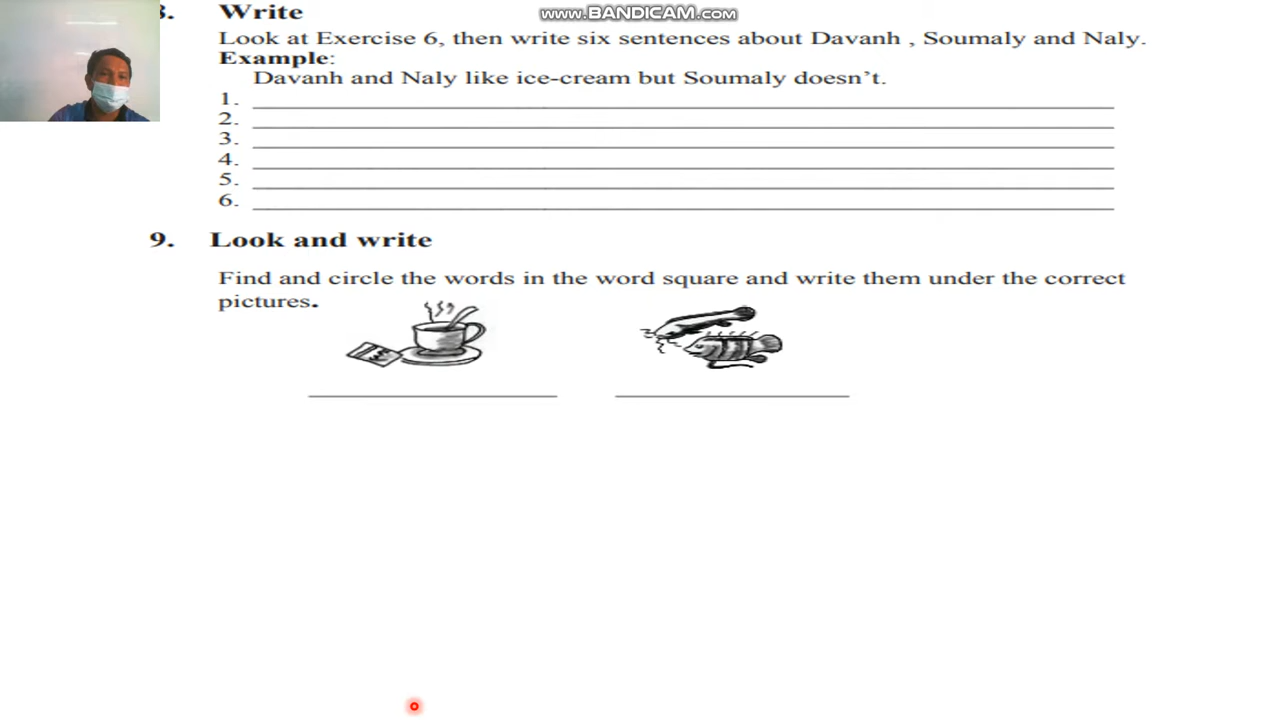 www.BANDICAM.com
8. Write
Look at Exercise 6, then write six sentences about Davanh , Soumaly and Naly.
Example:
Davanh and Naly like ice-cream but Soumaly doesn't.
1.
2.
3.
4.
5.
6.
9. Look and write
Find and circle the words in the word square and write them under the correct
pictures.